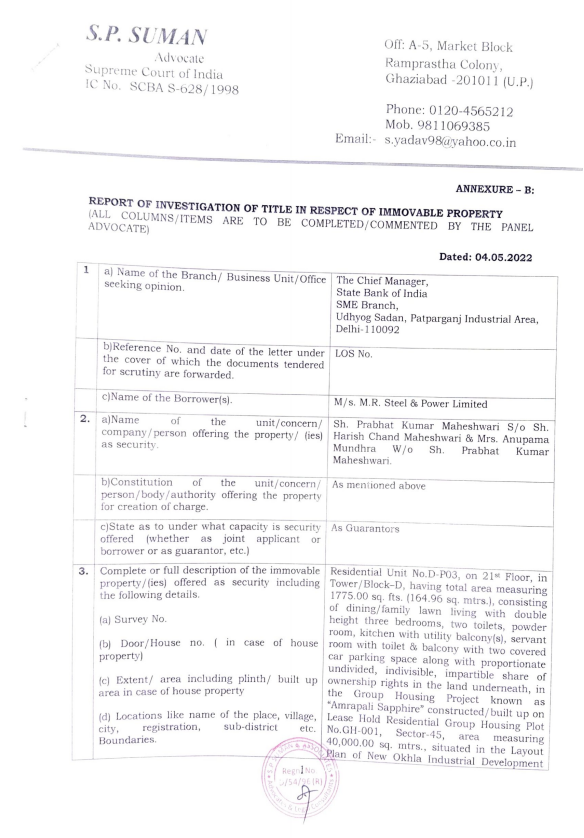 S.P. SUMAN
Advocate
Supreme Court of India
IC No. SCBA S-628/1998
Off: A-5, Market Block
Ramprastha Colony,
Ghaziabad -201011 (U.P.)
Phone: 0120-4565212
Mob. 9811069385
Email:- s.yadav98@yahoo.co.in
ANNEXURE – B:
REPORT OF INVESTIGATION OF TITLE IN RESPECT OF IMMOVABLE PROPERTY
(ALL COLUMNS/ITEMS ARE TO BE COMPLETED/COMMENTED BY THE PANEL
ADVOCATE)
Dated: 04.05.2022
1
a) Name of the Branch/ Business Unit/Office
seeking opinion.
The Chief Manager,
State Bank of India
SME Branch,
Udhyog Sadan, Patparganj Industrial Area,
Delhi-110092
b)Reference No. and date of the letter under
the cover of which the documents tendered
for scrutiny are forwarded.
LOS No.
c)Name of the Borrower(s).
M/s. M.R. Steel & Power Limited
2.
a)Name of the unit/concern/
company/person offering the property/ (ies)
as security.
Sh. Prabhat Kumar Maheshwari S/o Sh.
Harish Chand Maheshwari & Mrs. Anupama
Mundhra W/o Sh. Prabhat Kumar
Maheshwari.
b)Constitution of the unit/concern/
person/body/authority offering the property
for creation of charge.
As mentioned above
c)State as to under what capacity is security
offered (whether as joint applicant or
borrower or as guarantor, etc.)
As Guarantors
3.
Complete or full description of the immovable
property/(ies) offered as security including
the following details.
(a) Survey No.
(b) Door/House no. ( in case of house
property)
(c) Extent/ area including plinth/ built up
area in case of house property
(d) Locations like name of the place, village,
city, registration, sub-district etc.
Boundaries.
Residential Unit No.D-P03, on 21st Floor, in
Tower/Block–D, having total area measuring
1775.00 sq. fts. (164.96 sq. mtrs.), consisting
of dining/family lawn living with double
height three bedrooms, two toilets, powder
room, kitchen with utility balcony(s), servant
room with toilet & balcony with two covered
car parking space along with proportionate
undivided, indivisible, impartible share of
ownership rights in the land underneath, in
the Group Housing Project known as
"Amrapali Sapphire" constructed/built up on
Lease Hold Residential Group Housing Plot
No.GH-001, Sector-45, area measuring
40,000.00 sq. mtrs., situated in the Layout
Plan of New Okhla Industrial Development
1
Regd. No